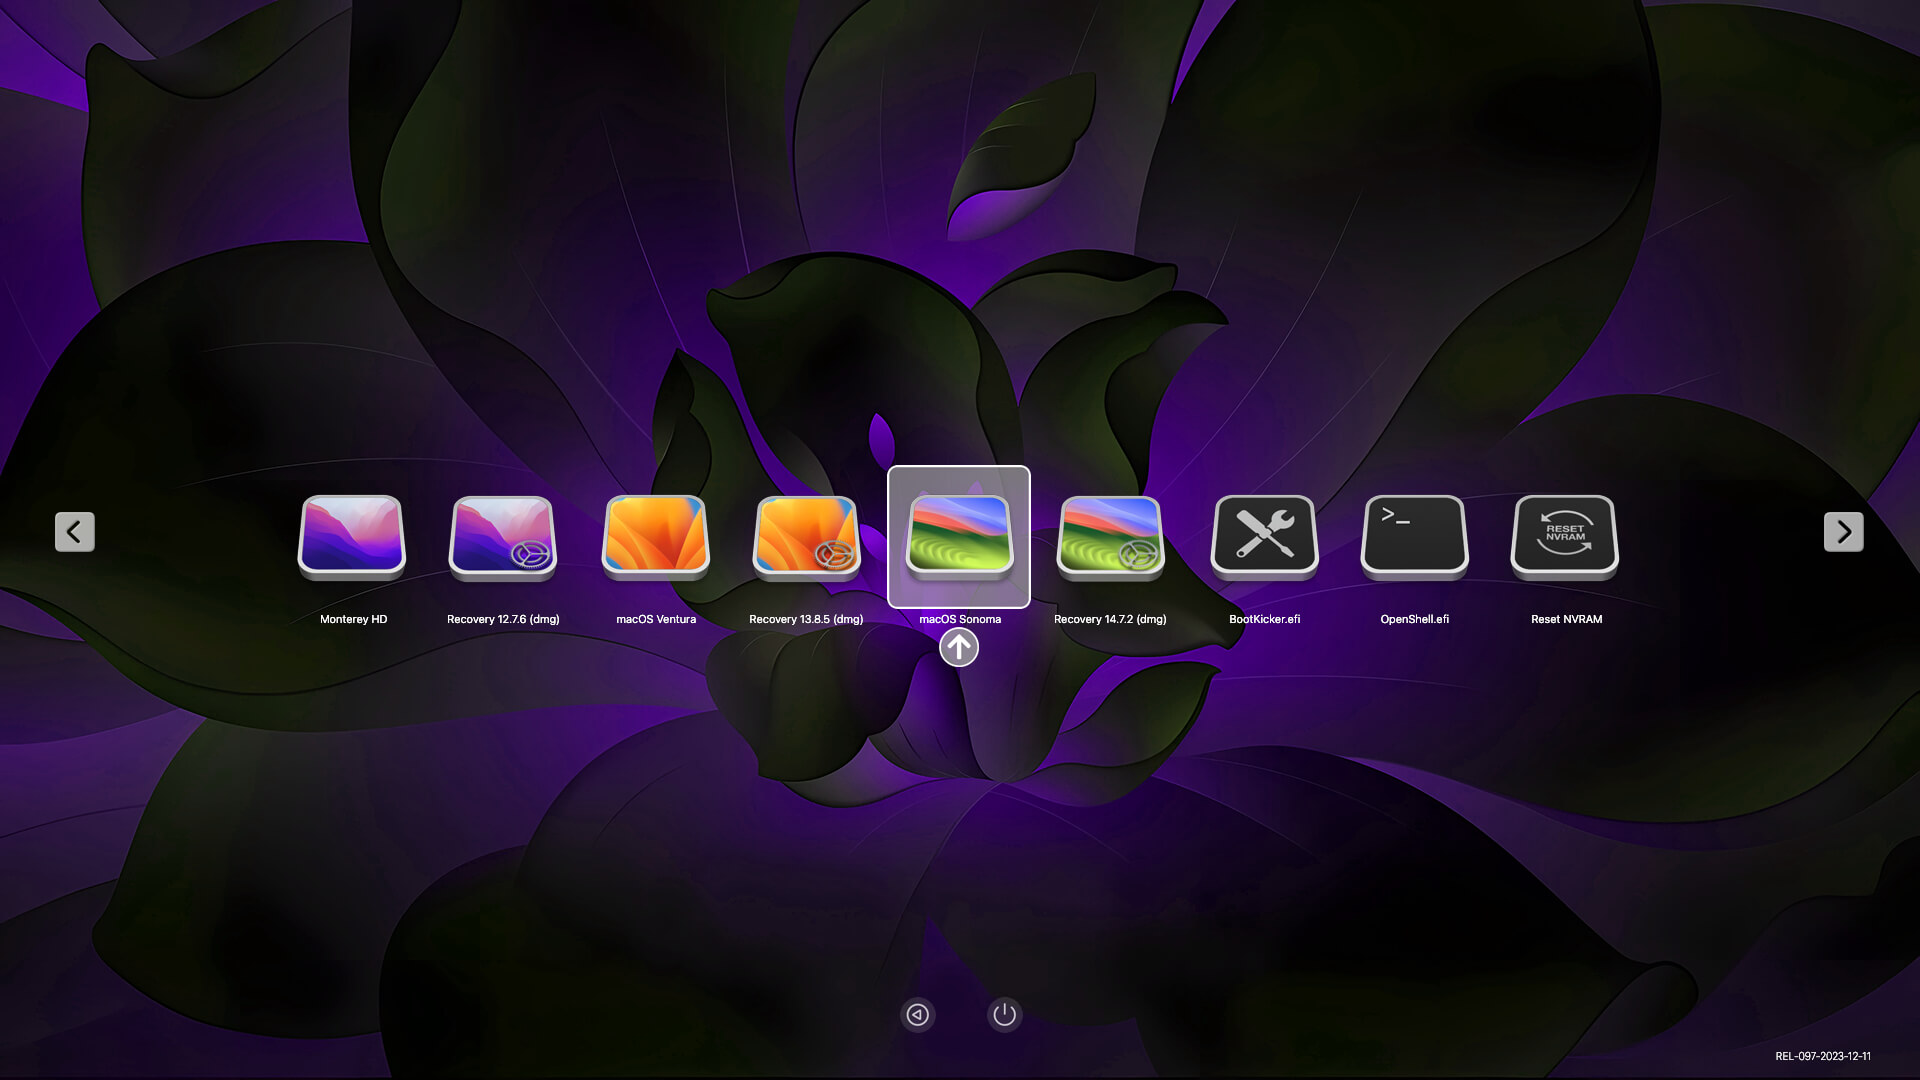 >_
RESET
NVRAM
Monterey HD
Recovery 12.7.6 (dmg)
macOS Ventura
Recovery 13.8.5 (dmg)
macOS Sonoma
Recovery 14.7.2 (dmg)
BootKicker.efi
OpenShell.efi
Reset NVRAM
REL-097-2023-12-11